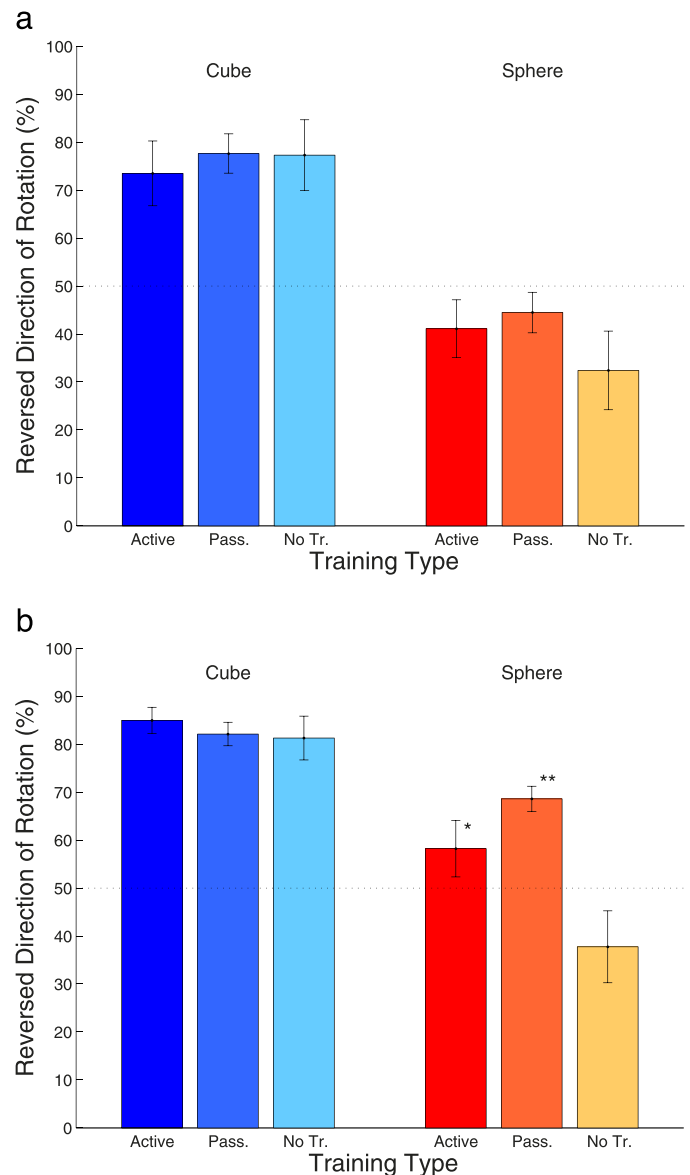 a
100
90
80
70
60
50
40
30
20
10
0
Reversed Direction of Rotation (%)
Cube
Sphere
Active Pass. No Tr. Active Pass. No Tr.
Training Type
b
100
90
80
70
60
50
40
30
20
10
0
Reversed Direction of Rotation (%)
Cube
Sphere
**
*
Active Pass. No Tr. Active Pass. No Tr.
Training Type